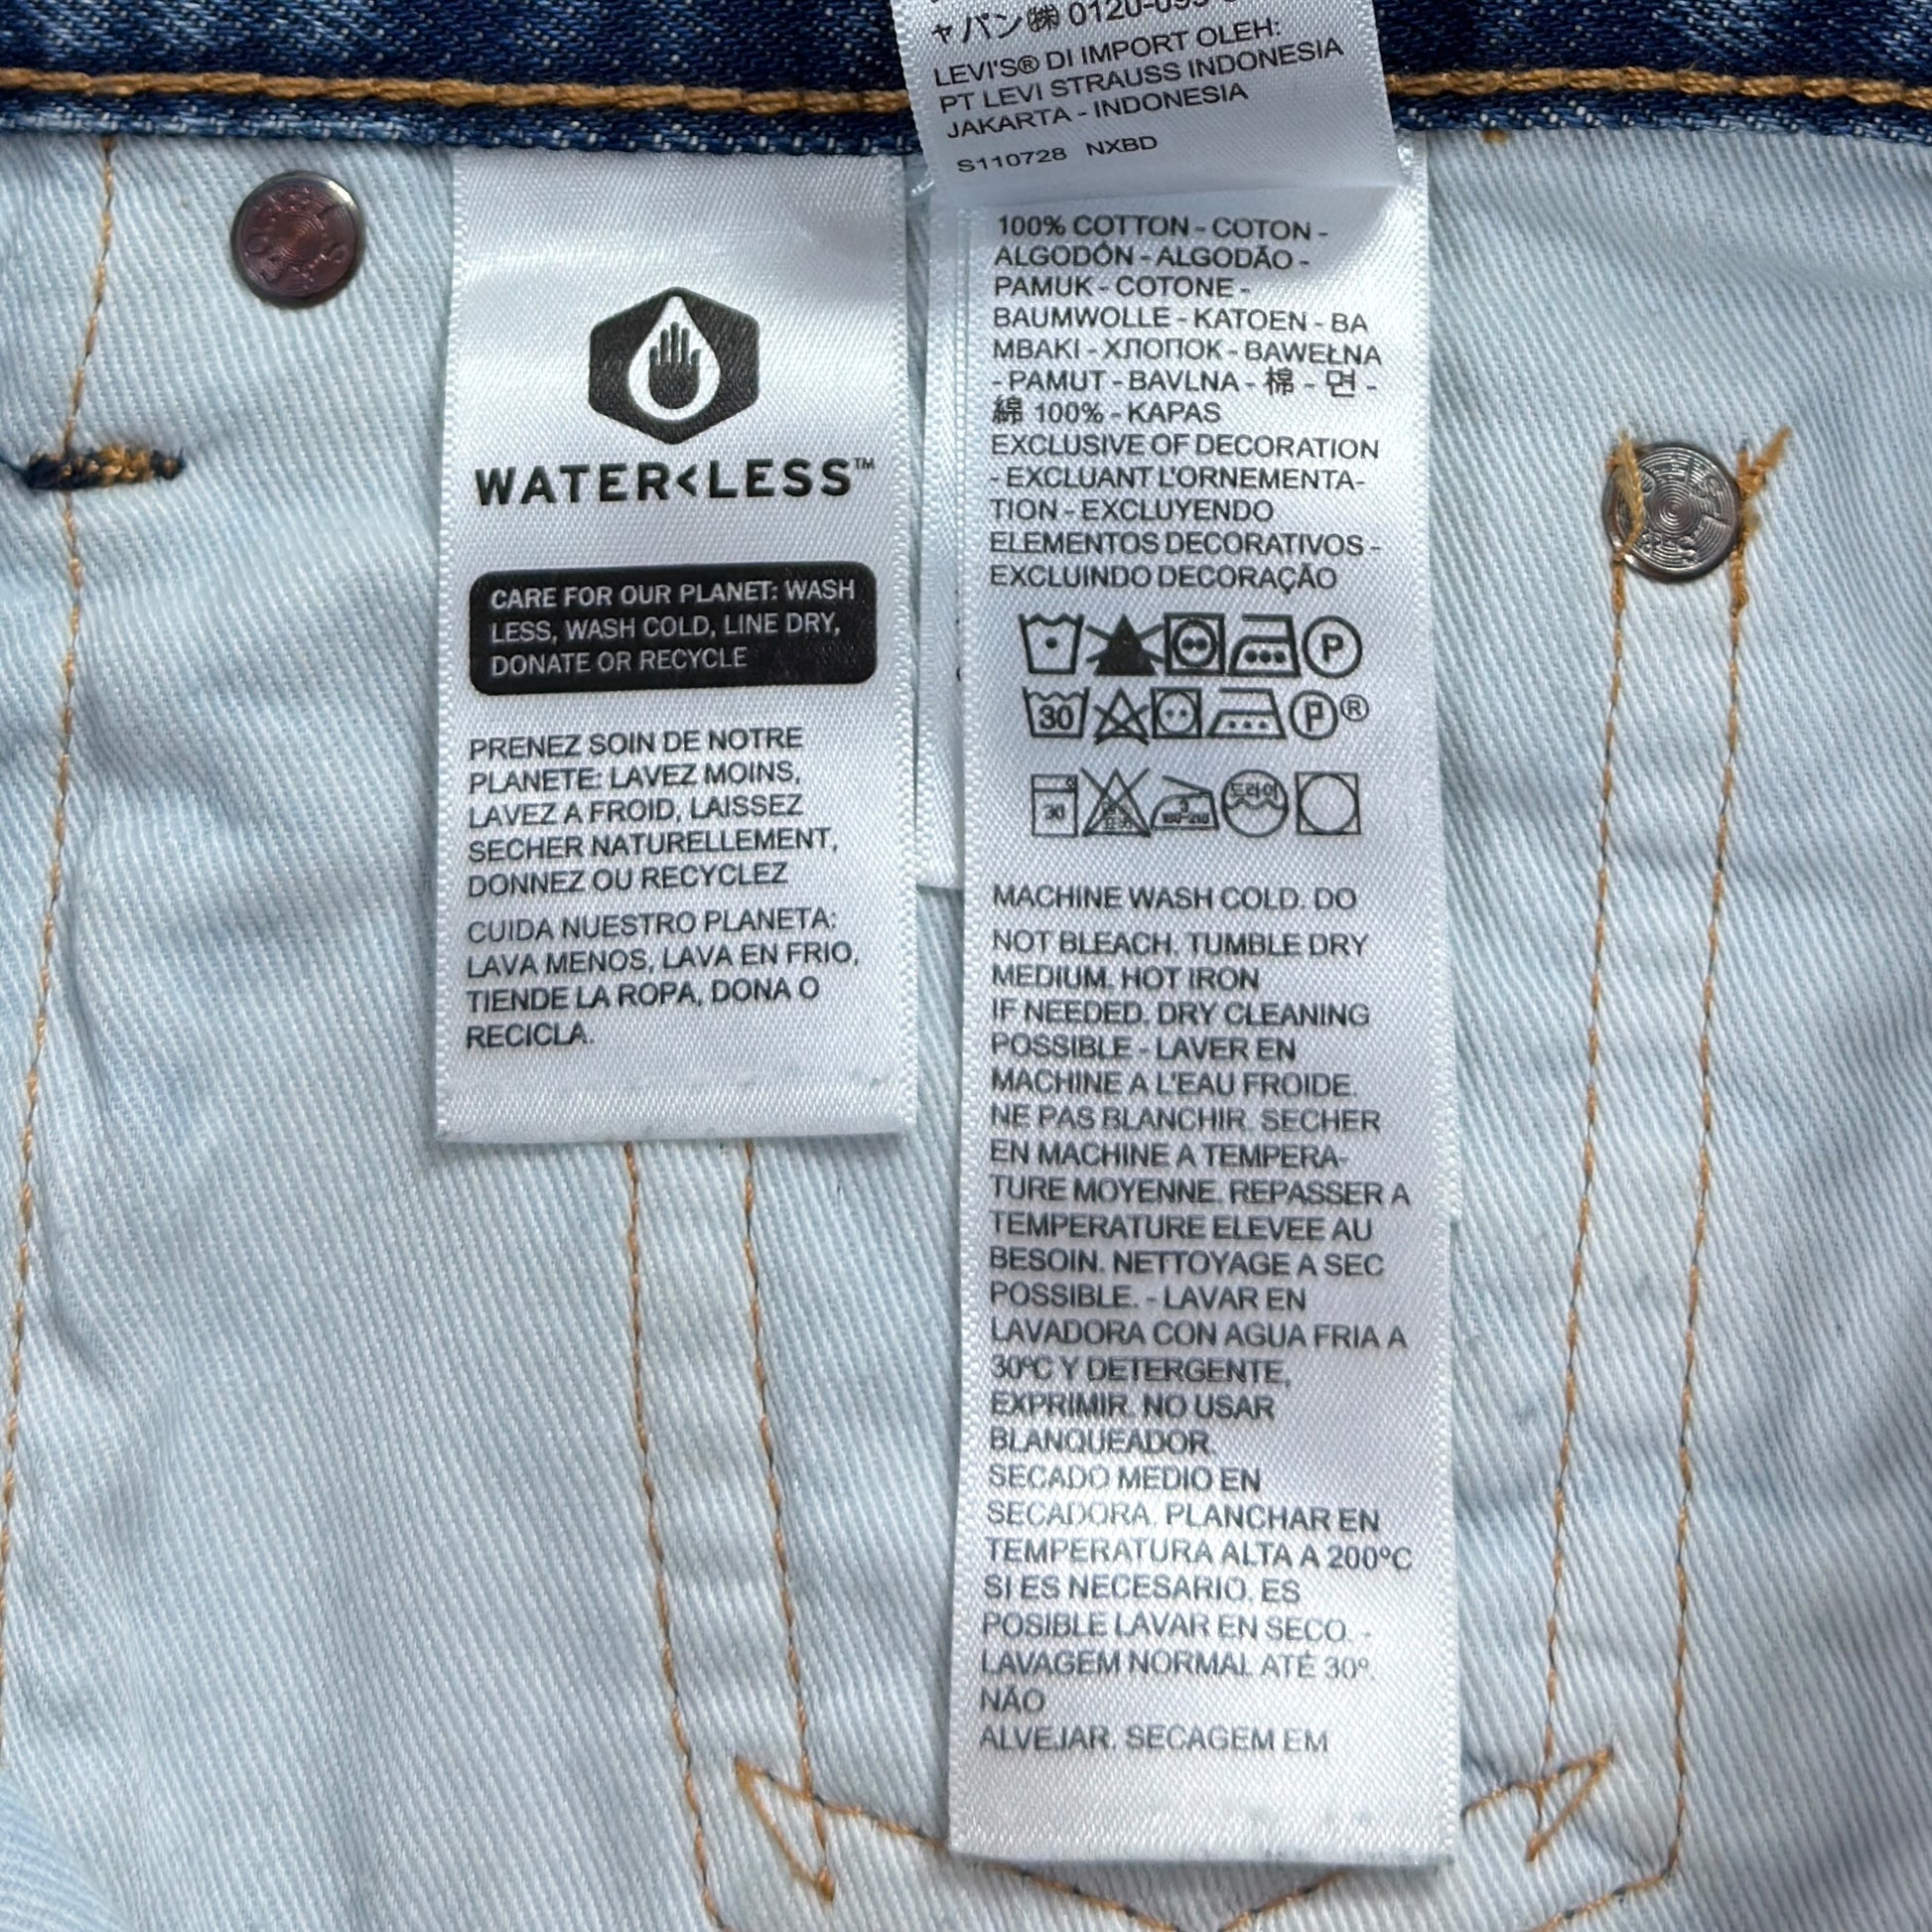 WATER<LESS™
CARE FOR OUR PLANET: WASH
LESS, WASH COLD, LINE DRY,
DONATE OR RECYCLE
PRENEZ SOIN DE NOTRE
PLANETE: LAVEZ MOINS,
LAVEZ A FROID, LAISSEZ
SECHER NATURELLEMENT,
DONNEZ OU RECYCLEZ
CUIDA NUESTRO PLANETA:
LAVA MENOS, LAVA EN FRIO,
TIENDE LA ROPA, DONA O
RECICLA.
ャパン㈱ 0120-099-
LEVI'S® DI IMPORT OLEH:
PT LEVI STRAUSS INDONESIA
JAKARTA - INDONESIA
S110728 NXBD
100% COTTON - COTON -
ALGODÓN - ALGODÃO -
PAMUK - COTONE -
BAUMWOLLE - KATOEN - BA
MBAKI - ХЛОПОК - BAWEŁNA
- PAMUT - BAVLNA - 棉 - 면 -
綿 100% - KAPAS
EXCLUSIVE OF DECORATION
- EXCLUANT L'ORNEMENTA-
TION - EXCLUYENDO
ELEMENTOS DECORATIVOS -
EXCLUINDO DECORAÇÃO
P
30 P ®
30 드라이
MACHINE WASH COLD. DO
NOT BLEACH. TUMBLE DRY
MEDIUM. HOT IRON
IF NEEDED. DRY CLEANING
POSSIBLE - LAVER EN
MACHINE A L'EAU FROIDE.
NE PAS BLANCHIR. SECHER
EN MACHINE A TEMPERA-
TURE MOYENNE. REPASSER A
TEMPERATURE ELEVEE AU
BESOIN. NETTOYAGE A SEC
POSSIBLE. - LAVAR EN
LAVADORA CON AGUA FRIA A
30ºC Y DETERGENTE,
EXPRIMIR. NO USAR
BLANQUEADOR.
SECADO MEDIO EN
SECADORA. PLANCHAR EN
TEMPERATURA ALTA A 200ºC
SI ES NECESARIO. ES
POSIBLE LAVAR EN SECO. -
LAVAGEM NORMAL ATÉ 30º.
NÃO
ALVEJAR. SECAGEM EM